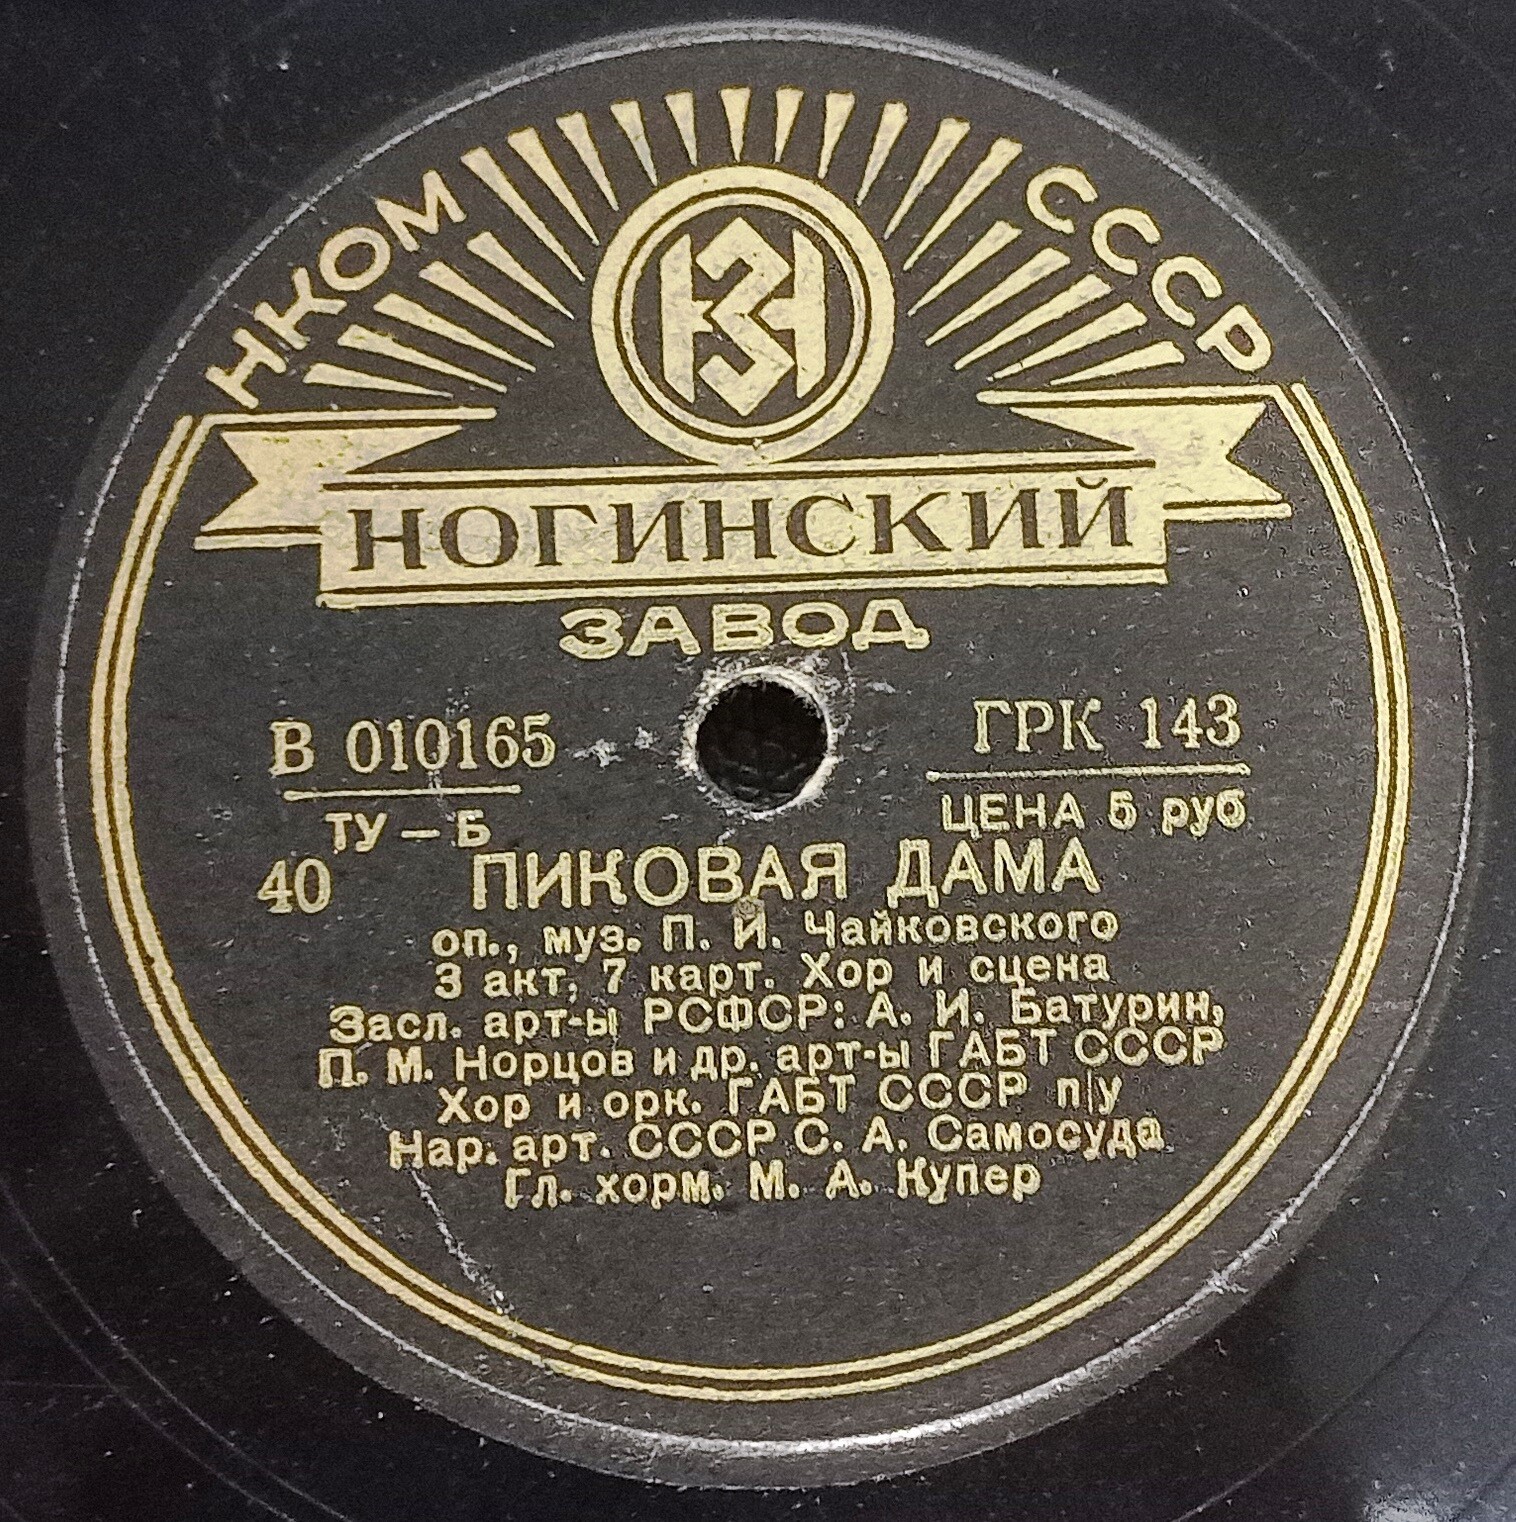 НКОМ СССР
НЗ
НОГИНСКИЙ
ЗАВОД
В 010165 ГРК 143
ТУ — Б ЦЕНА 5 руб
40 ПИКОВАЯ ДАМА
оп., муз. П. И. Чайковского
3 акт, 7 карт. Хор и сцена
Засл. арт-ы РСФСР: А. И. Батурин,
П. М. Норцов и др. арт-ы ГАБТ СССР
Хор и орк. ГАБТ СССР п/у
Нар. арт. СССР С. А. Самосуда
Гл. хорм. М. А. Купер